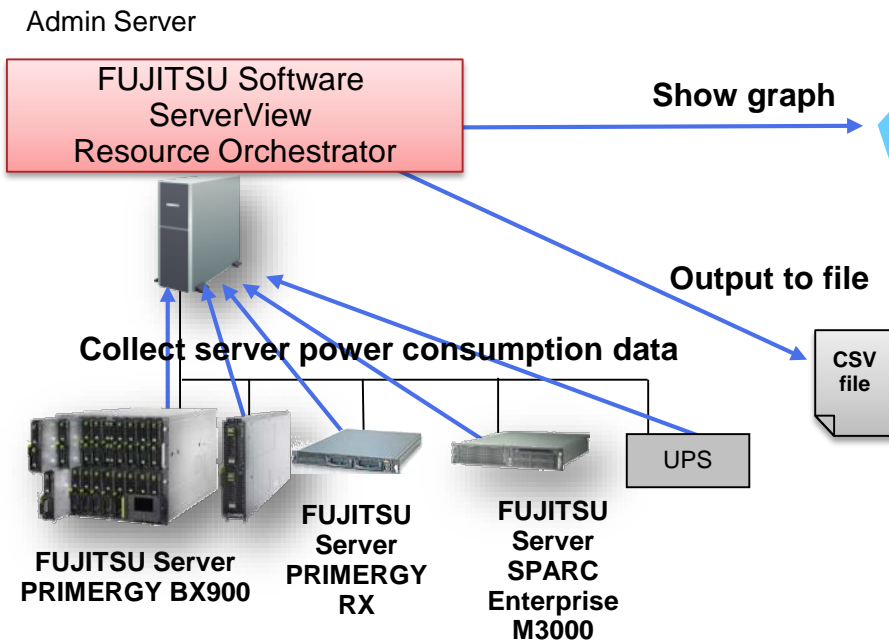 Admin Server
FUJITSU Software
ServerView
Resource Orchestrator
Show graph
Output to file
Collect server power consumption data
CSV
file
UPS
FUJITSU Server
PRIMERGY BX900
FUJITSU
Server
PRIMERGY
RX
FUJITSU
Server
SPARC
Enterprise
M3000